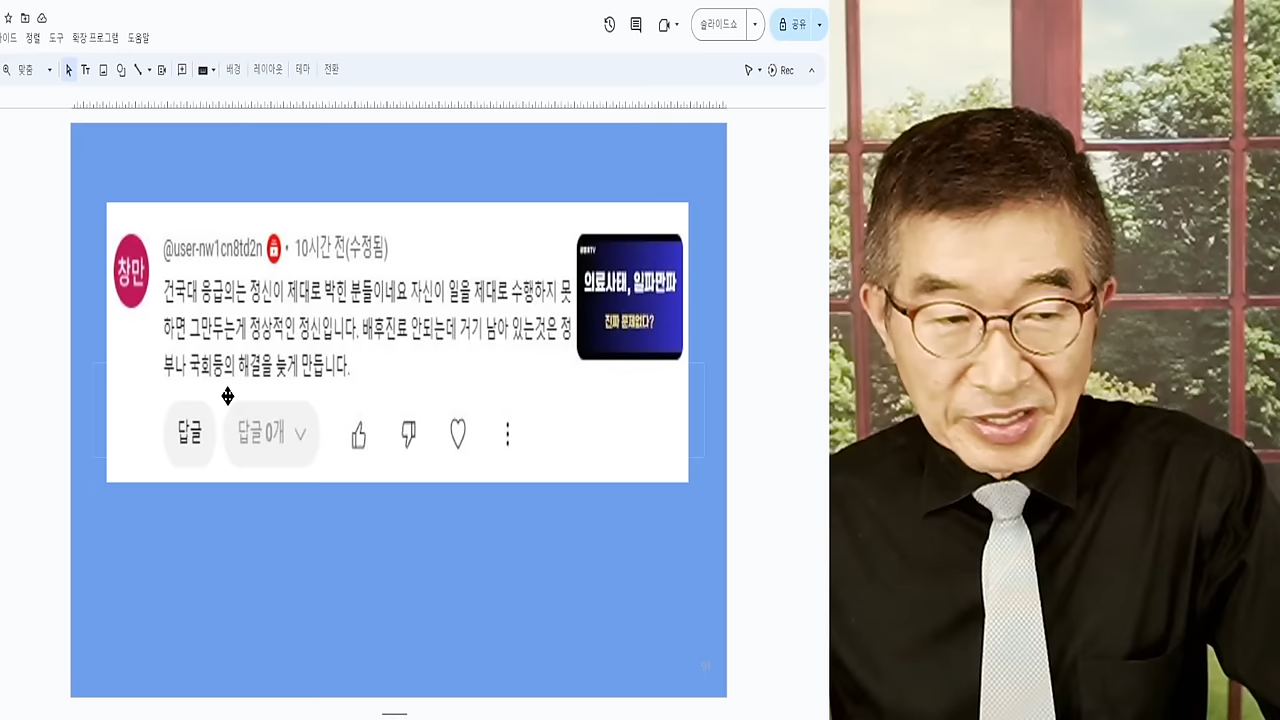 이드 정렬 도구 확장 프로그램 도움말
슬라이드쇼
공유
맞춤
배경 레이아웃 테마 전환
Rec
창만
@user-nw1cn8td2n • 10시간 전(수정됨)
건국대 응급의는 정신이 제대로 박힌 분들이네요 자신이 일을 제대로 수행하지 못
하면 그만두는게 정상적인 정신입니다. 배후진료 안되는데 거기 남아 있는것은 정
부나 국회등의 해결을 늦게 만듭니다.
의료사태, 일파만파
진짜 문제없다?
답글
답글 0개
91